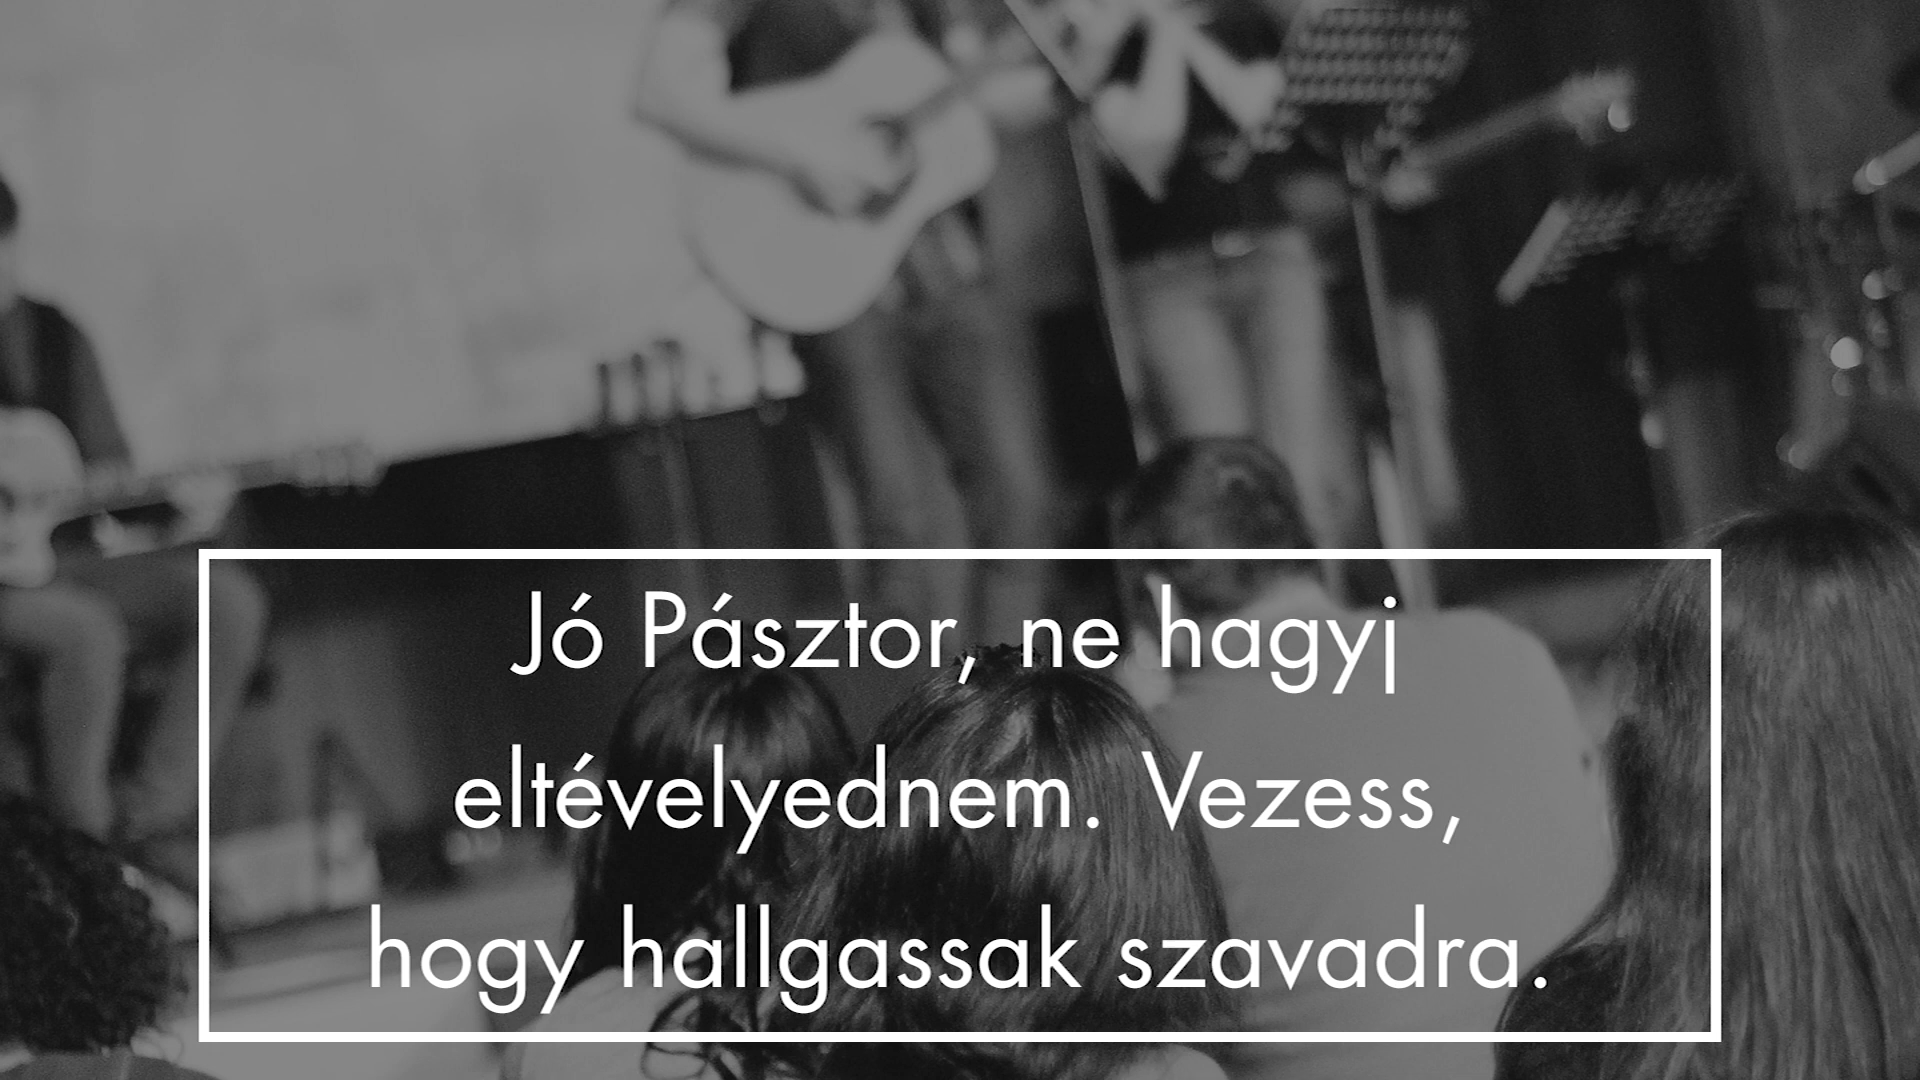 Jó Pásztor, ne hagyj
eltévelyednem. Vezess,
hogy hallgassak szavadra.